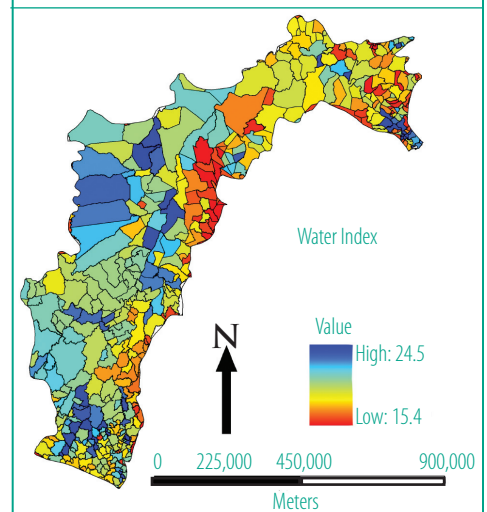 Water Index
N
Value
High: 24.5
Low: 15.4
0 225,000 450,000 900,000
Meters